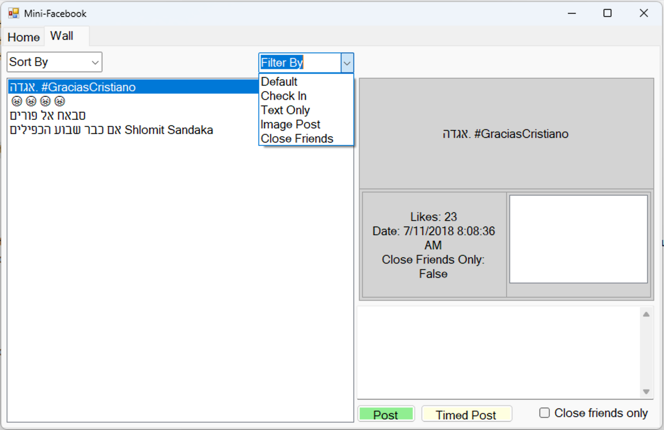 Mini-Facebook
Home Wall
Sort By
Filter By
Default
Check In
Text Only
Image Post
Close Friends
אגדה. #GraciasCristiano
😀 😀 😀 😀
סבאח אל פורים
אם כבר שבוע הכפילים Shlomit Sandaka
אגדה. #GraciasCristiano
Likes: 23
Date: 7/11/2018 8:08:36
AM
Close Friends Only:
False
Post
Timed Post
Close friends only